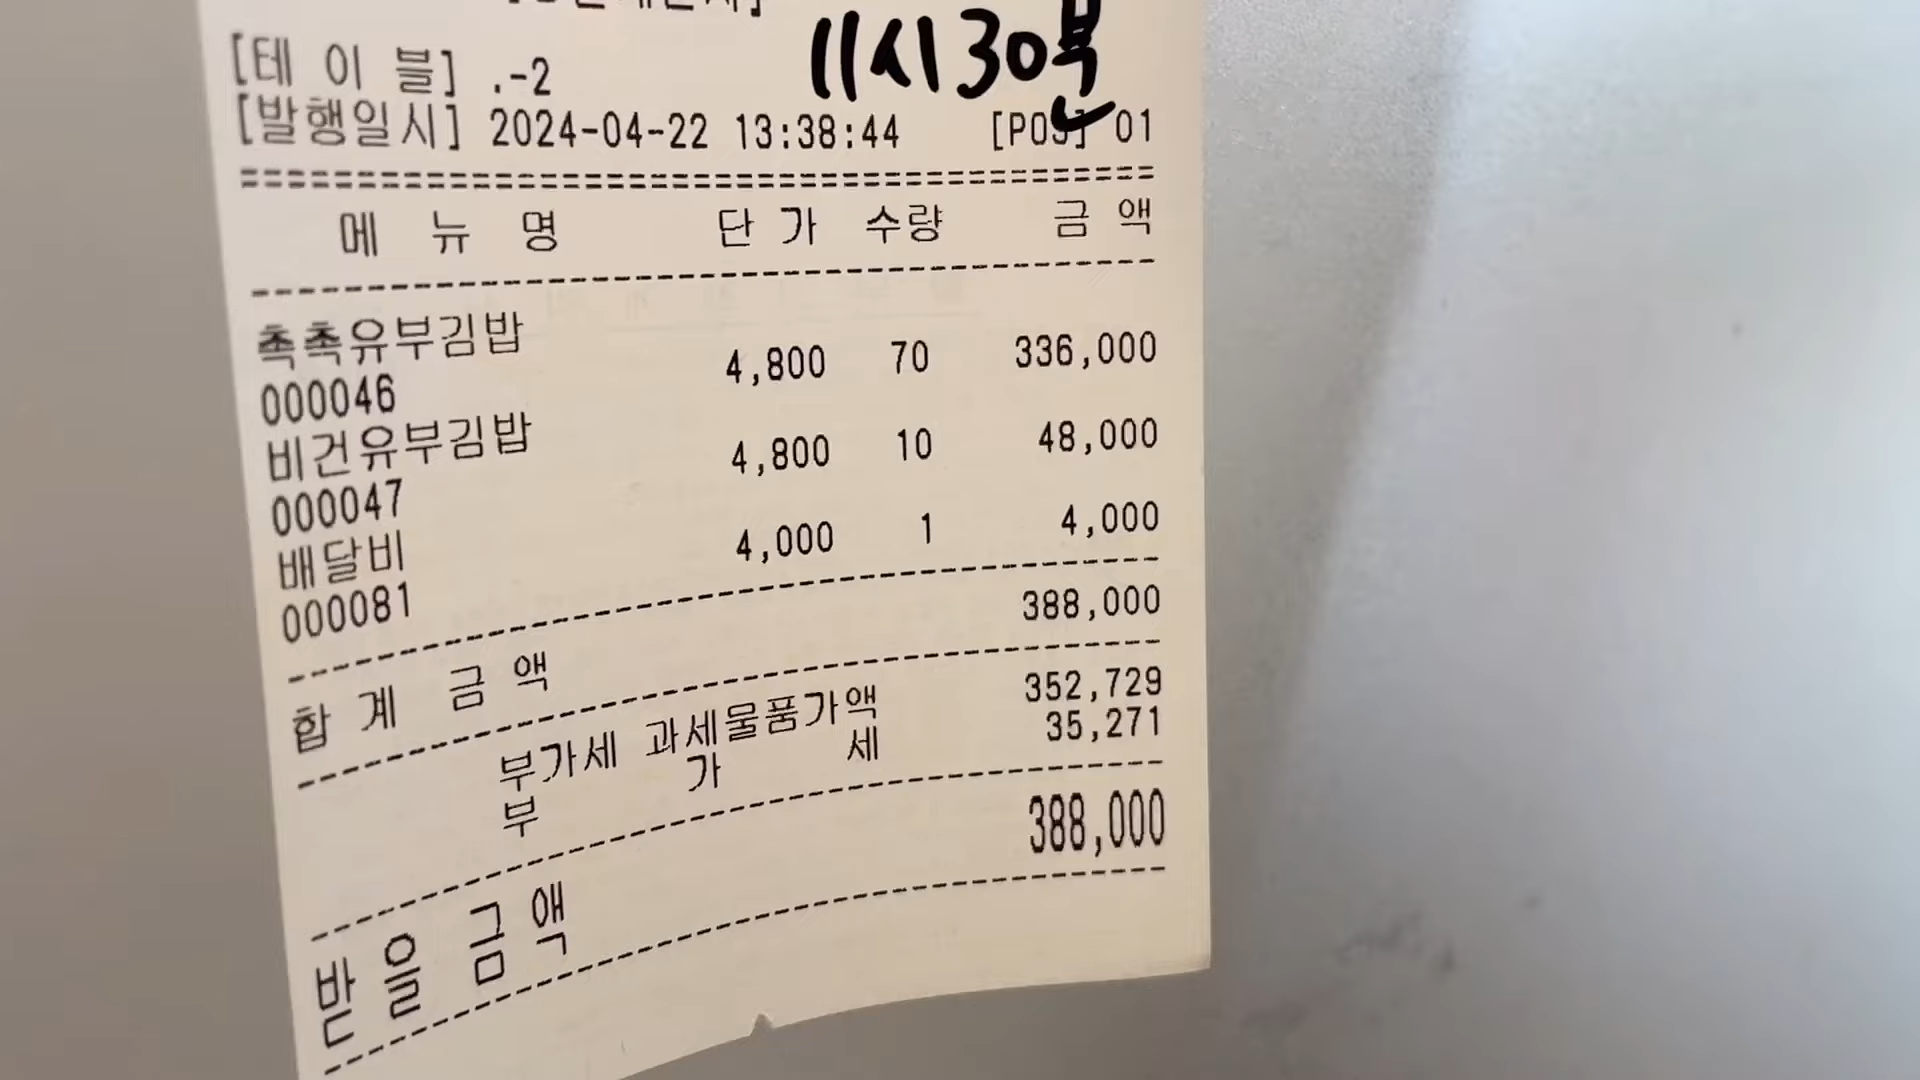 11시30분
[테 이 블] .-2
[발행일시] 2024-04-22 13:38:44 [POS] 01
메 뉴 명 단 가 수량 금 액
촉촉유부김밥
000046 4,800 70 336,000
비건유부김밥
000047 4,800 10 48,000
배달비
000081 4,000 1 4,000
합 계 금 액 388,000
부가세 과세물품가액 352,729
부 가 세 35,271
받 을 금 액 388,000